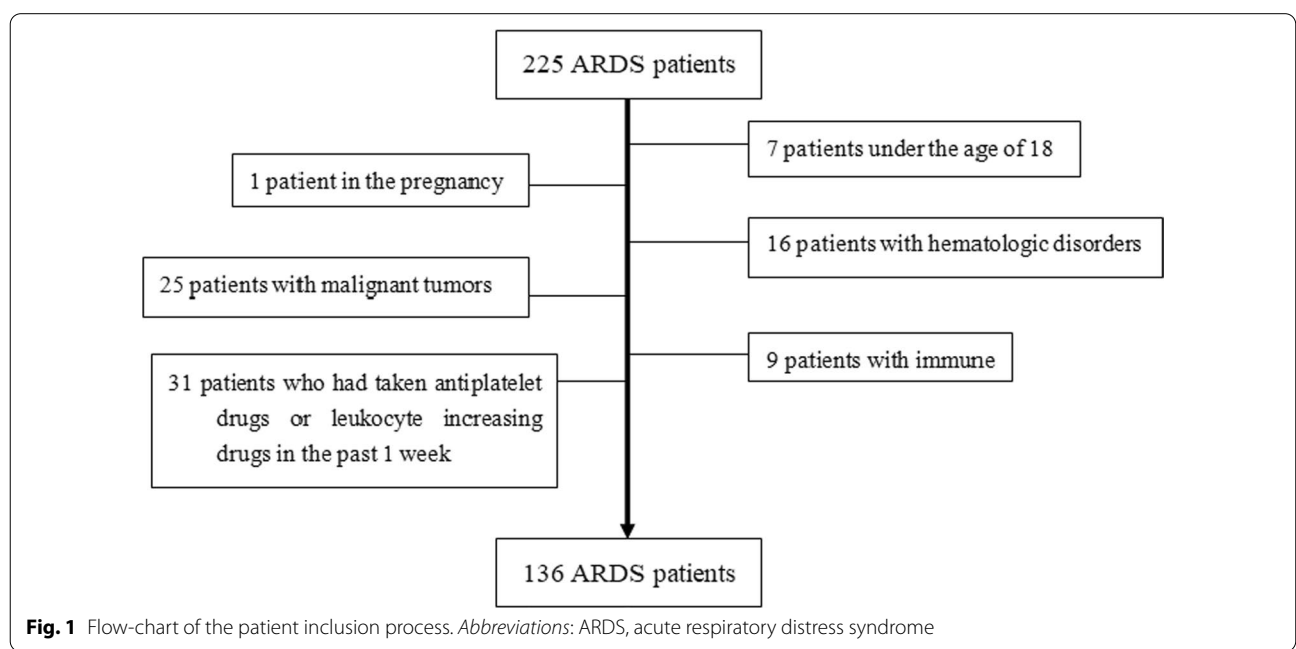 225 ARDS patients
7 patients under the age of 18
1 patient in the pregnancy
16 patients with hematologic disorders
25 patients with malignant tumors
9 patients with immune
31 patients who had taken antiplatelet
drugs or leukocyte increasing
drugs in the past 1 week
136 ARDS patients
Fig. 1 Flow-chart of the patient inclusion process. Abbreviations: ARDS, acute respiratory distress syndrome